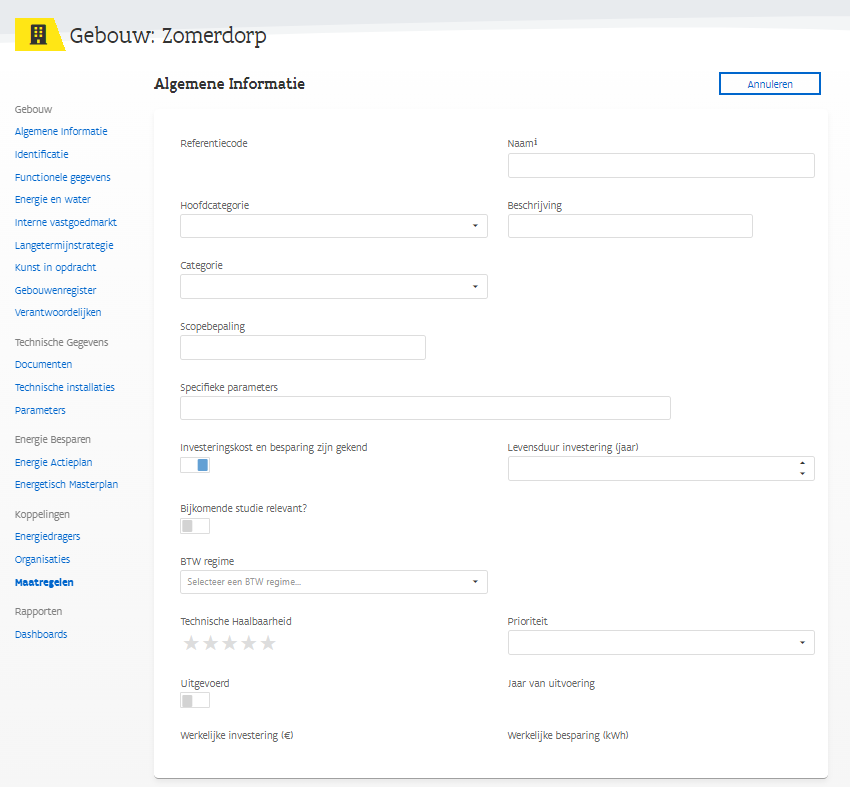 Gebouw: Zomerdorp
Algemene Informatie
Annuleren
Gebouw
Algemene Informatie
Identificatie
Functionele gegevens
Energie en water
Interne vastgoedmarkt
Langetermijnstrategie
Kunst in opdracht
Gebouwenregister
Verantwoordelijken
Technische Gegevens
Documenten
Technische installaties
Parameters
Energie Besparen
Energie Actieplan
Energetisch Masterplan
Koppelingen
Energiedragers
Organisaties
Maatregelen
Rapporten
Dashboards
Referentiecode
Naam i
Hoofdcategorie
Beschrijving
Categorie
Scopebepaling
Specifieke parameters
Investeringskost en besparing zijn gekend
Levensduur investering (jaar)
Bijkomende studie relevant?
BTW regime
Selecteer een BTW regime...
Technische Haalbaarheid
Prioriteit
Uitgevoerd
Jaar van uitvoering
Werkelijke investering (€)
Werkelijke besparing (kWh)